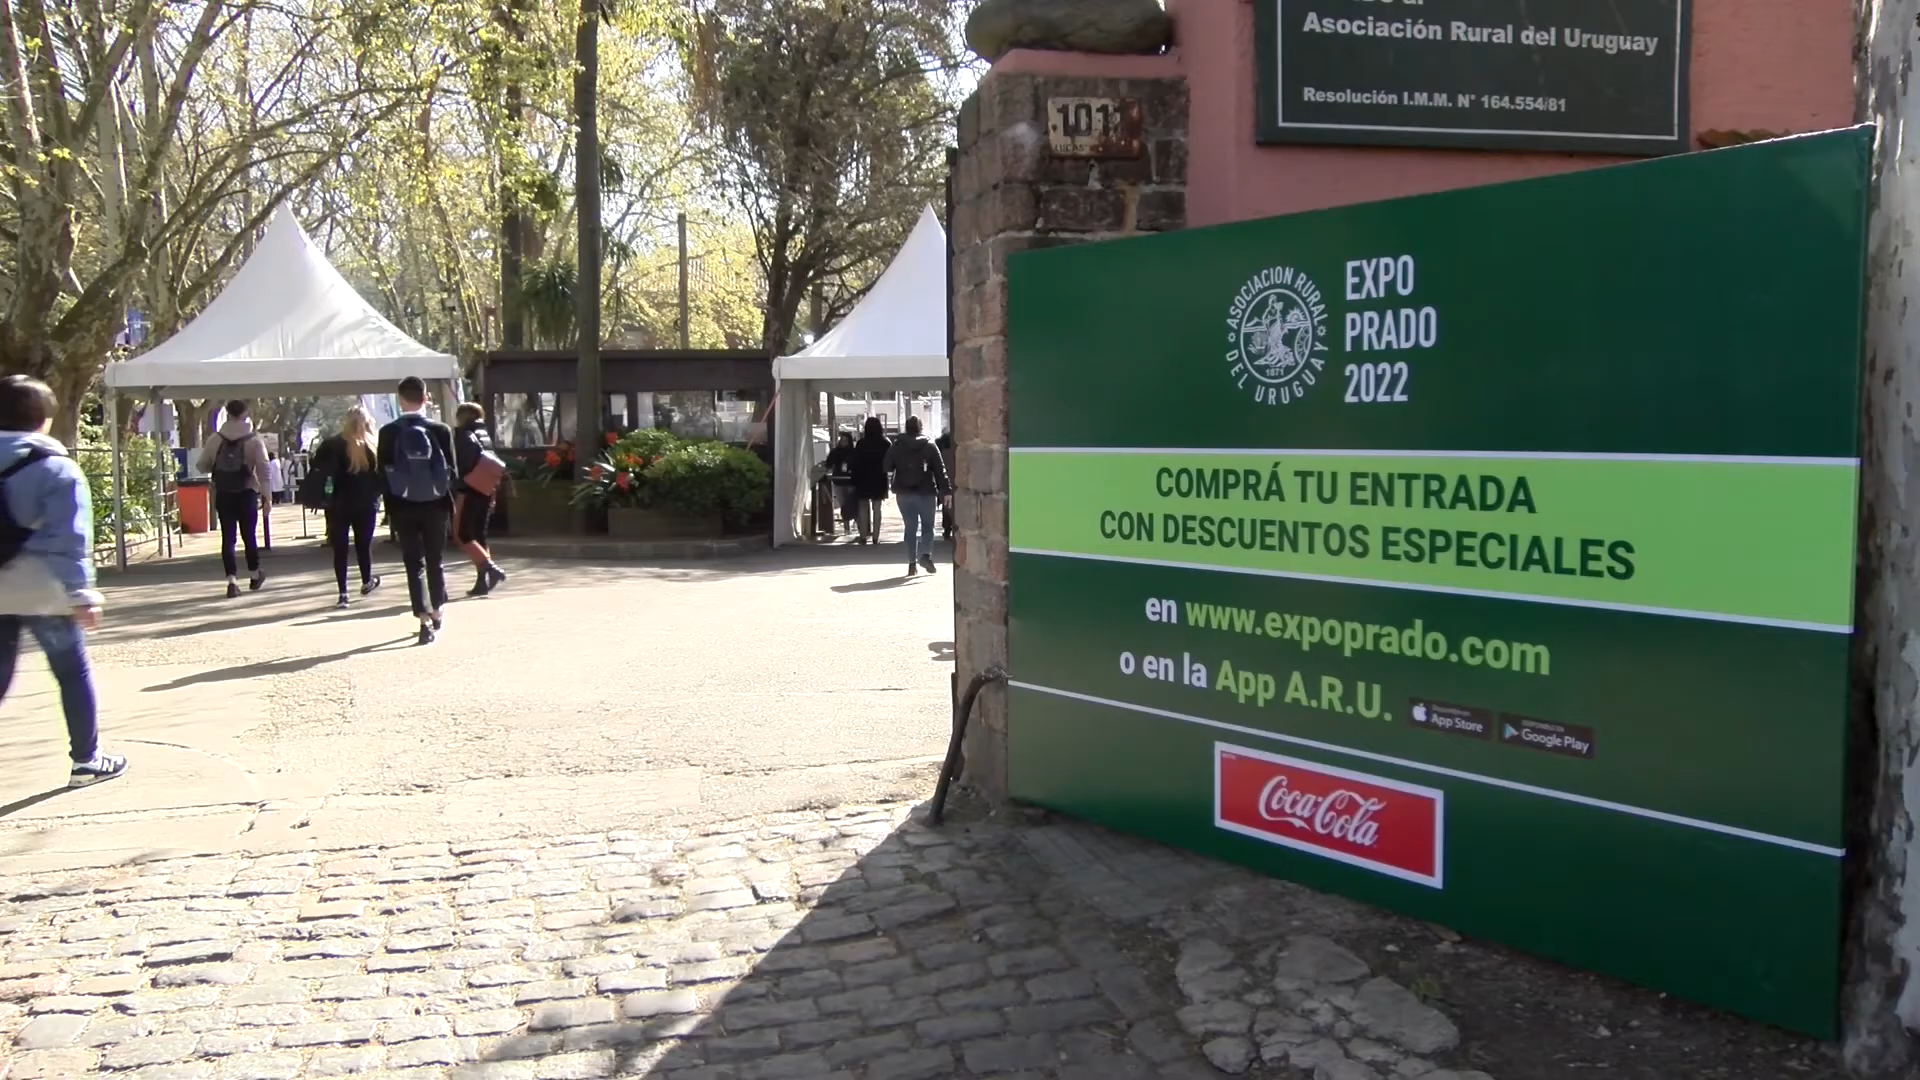 Asociación Rural del Uruguay
Resolución I.M.M. N° 164.554/81
101
ASOCIACION RURAL
DEL URUGUAY
1871
EXPO
PRADO
2022
COMPRÁ TU ENTRADA
CON DESCUENTOS ESPECIALES
en www.expoprado.com
o en la App A.R.U.
App Store
Google Play
Coca-Cola